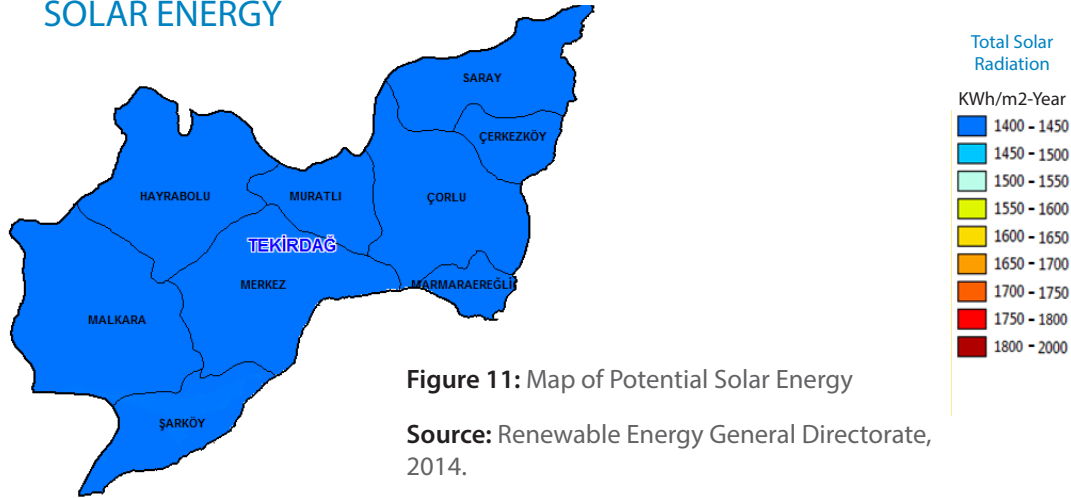 SOLAR ENERGY
SARAY
ÇERKEZKÖY
HAYRABOLU
MURATLI
ÇORLU
TEKİRDAĞ
MERKEZ
MARMARAEREĞLİ
MALKARA
ŞARKÖY
Total Solar
Radiation
KWh/m2-Year
1400 - 1450
1450 - 1500
1500 - 1550
1550 - 1600
1600 - 1650
1650 - 1700
1700 - 1750
1750 - 1800
1800 - 2000
Figure 11: Map of Potential Solar Energy
Source: Renewable Energy General Directorate,
2014.